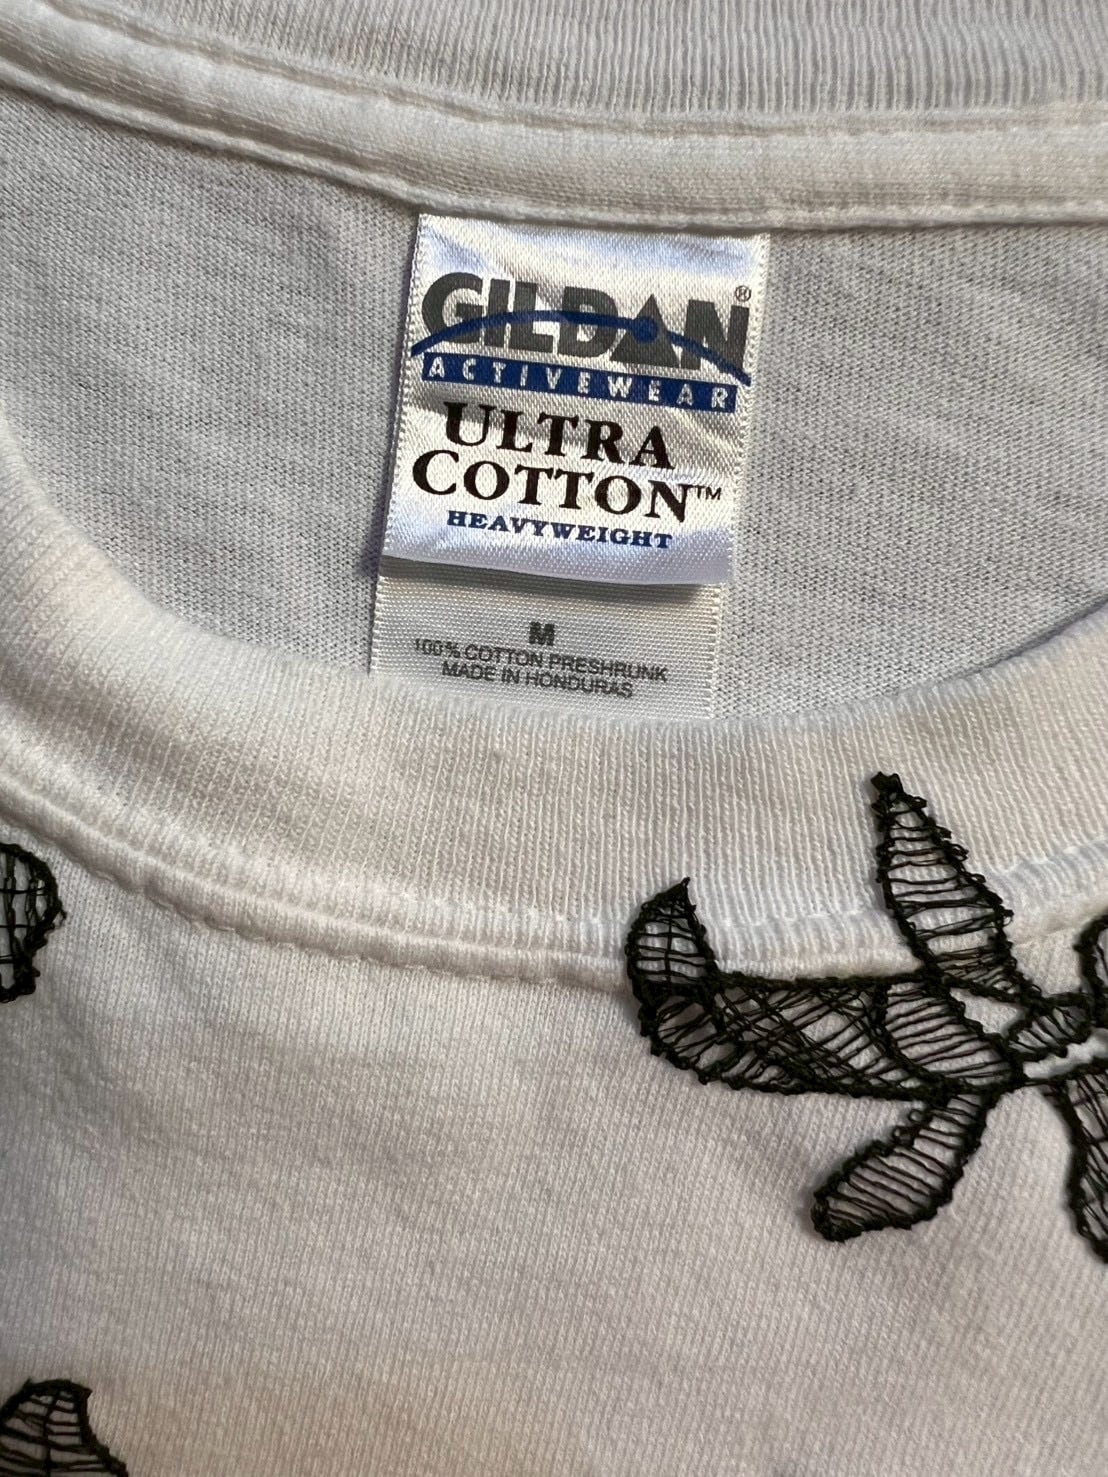 GILDAN®
ACTIVEWEAR
ULTRA
COTTON™
HEAVYWEIGHT
M
100% COTTON PRESHRUNK
MADE IN HONDURAS